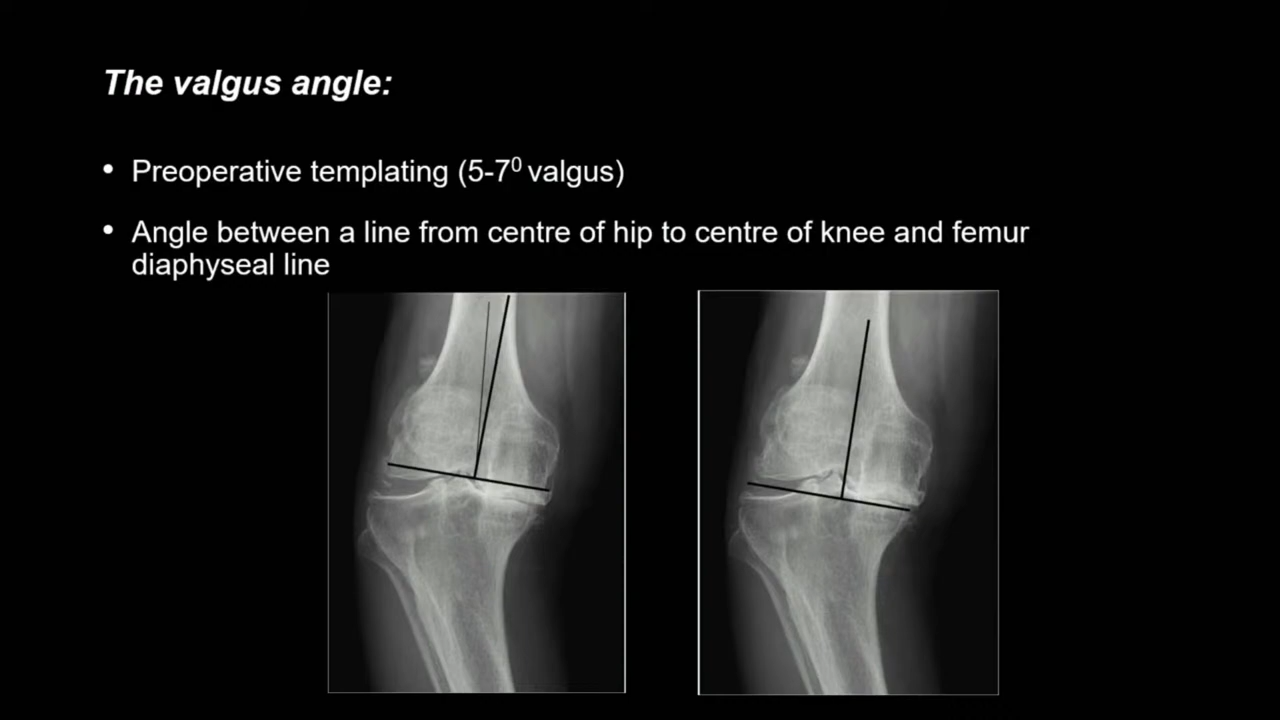 The valgus angle:
• Preoperative templating (5-7⁰ valgus)
• Angle between a line from centre of hip to centre of knee and femur
diaphyseal line